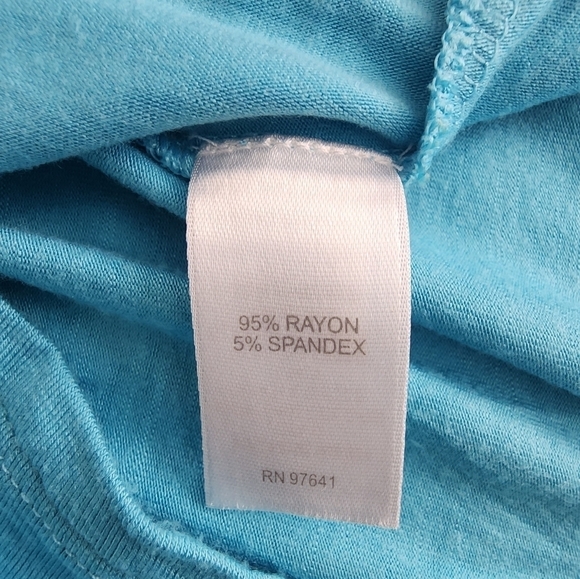 95% RAYON
5% SPANDEX
RN 97641